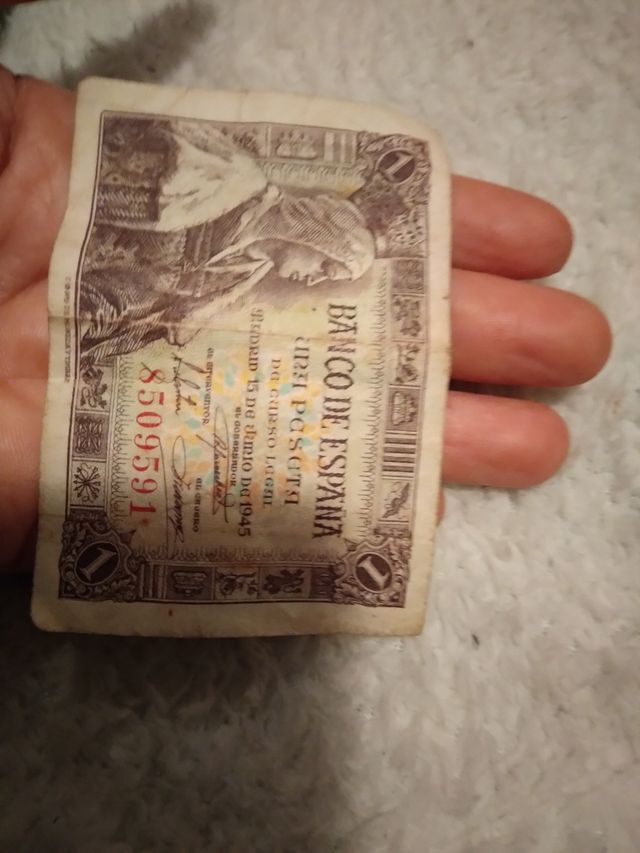 1
BANCO DE ESPAÑA
UNA PESETA
DE CURSO LEGAL
MADRID 15 DE JUNIO DE 1945
EL INTERVENTOR
EL GOBERNADOR
EL CAJERO
8509591
1
1